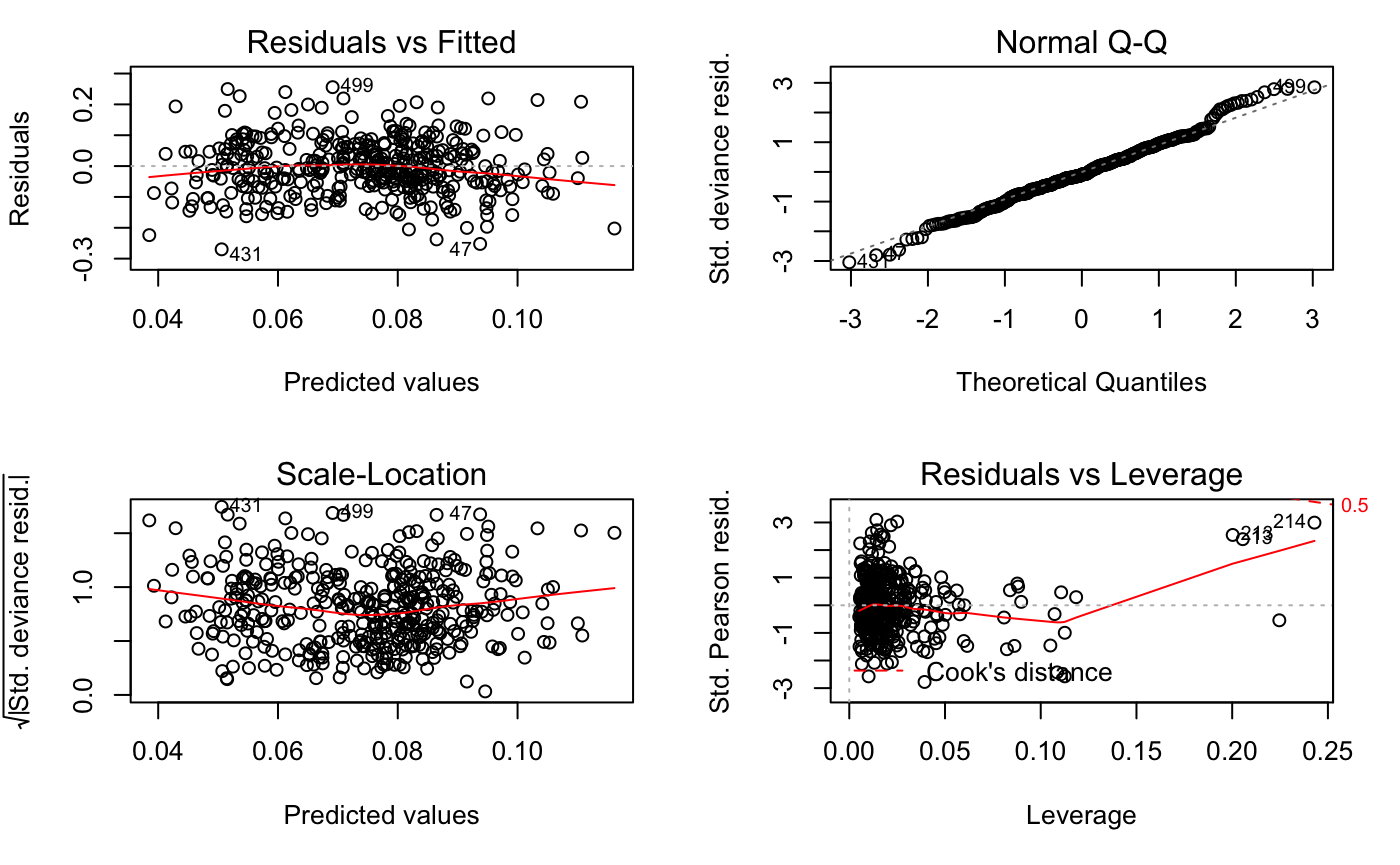 Residuals vs Fitted
Residuals
0.2
0.0
-0.3
499
431
47
0.04 0.06 0.08 0.10
Predicted values
Normal Q-Q
Std. deviance resid.
3
1
-1
-3
499
431
47
-3 -2 -1 0 1 2 3
Theoretical Quantiles
Scale-Location
√|Std. deviance resid.|
1.0
0.0
431
499
47
0.04 0.06 0.08 0.10
Predicted values
Residuals vs Leverage
Std. Pearson resid.
3
1
-1
-3
0.5
214
213
Cook's distance
0.00 0.05 0.10 0.15 0.20 0.25
Leverage